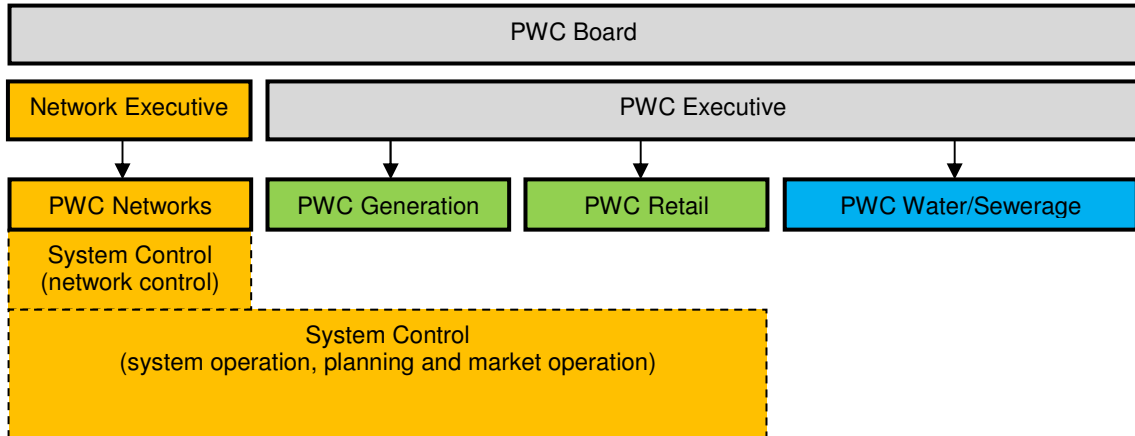 PWC Board
Network Executive
PWC Executive
PWC Networks
PWC Generation
PWC Retail
PWC Water/Sewerage
System Control
(network control)
System Control
(system operation, planning and market operation)